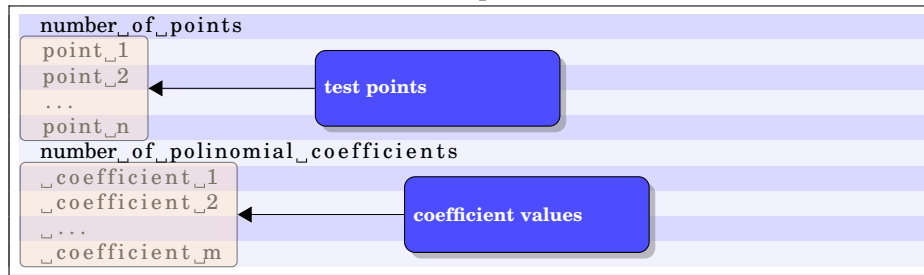 number␣of␣points
point␣1
point␣2
...
point␣n
test points
number␣of␣polinomial␣coefficients
␣coefficient␣1
␣coefficient␣2
␣...
␣coefficient␣m
coefficient values